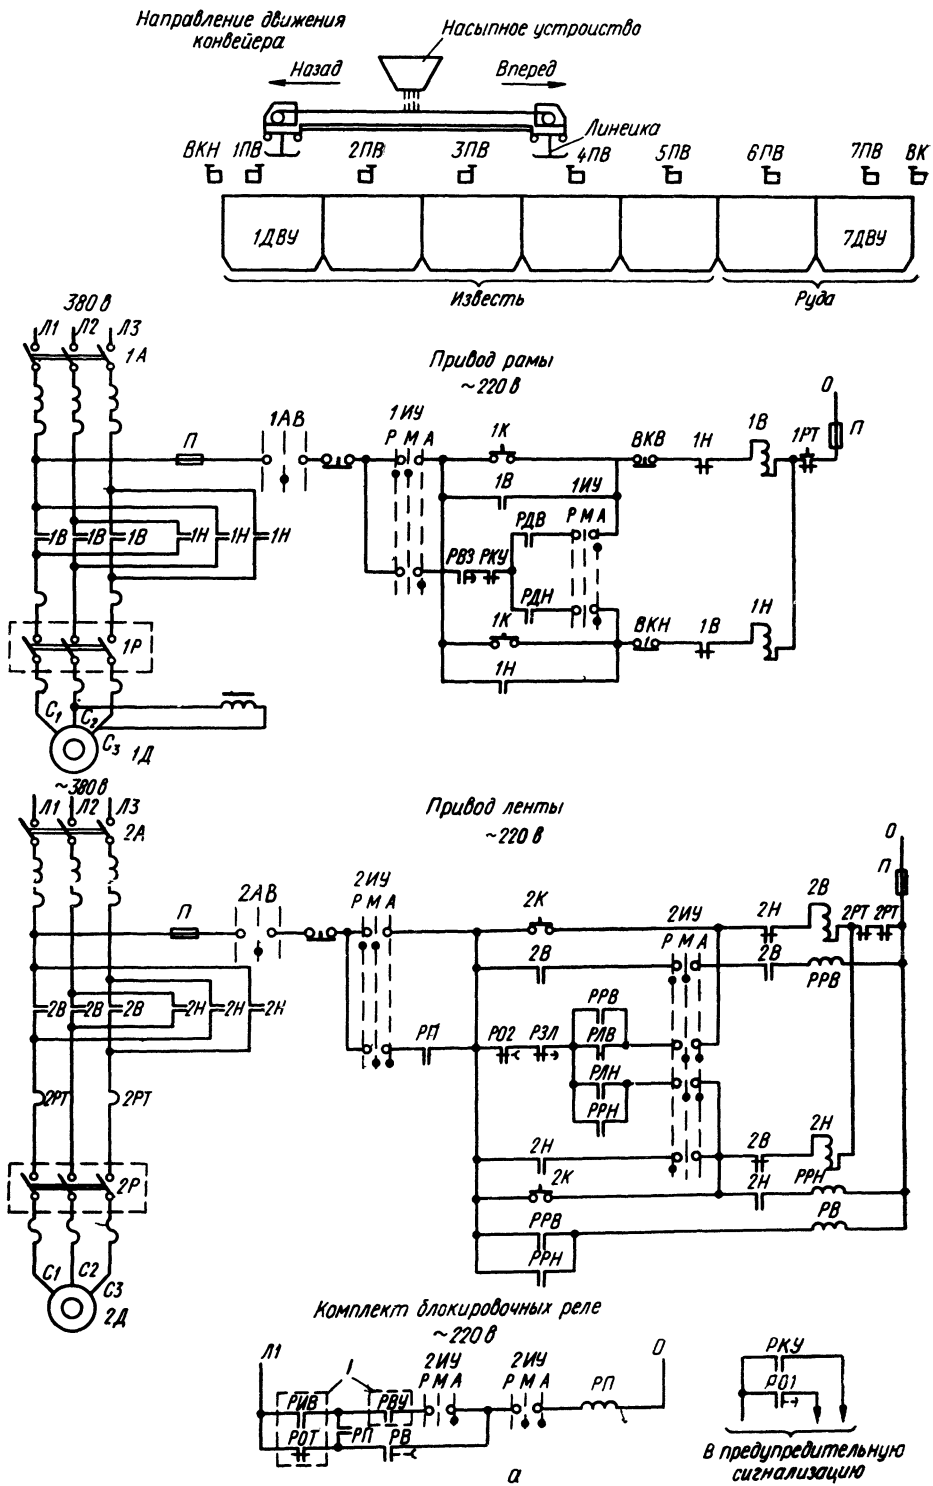 Направление движения
конвейера
Насыпное устройство
Назад
Вперед
Линейка
ВКН 1ПВ 2ПВ 3ПВ 4ПВ 5ПВ 6ПВ 7ПВ ВК
1ДВУ 7ДВУ
Известь Руда
380 в
Л1 Л2 Л3
1А
Привод рамы
~220 в
О
П
П
1АВ
1ИУ
Р М А
1К
ВКВ
1Н
1В
1РТ
1В
1ИУ
Р М А
1В 1В 1В 1Н 1Н 1Н
РВЗ РКУ
РДВ
РДН
1К
ВКН
1В
1Н
1Н
1Р
С1 С2 С3
1Д
~380 в
Л1 Л2 Л3
2А
Привод ленты
~220 в
О
П
П
2АВ
2ИУ
Р М А
2К
2ИУ
Р М А
2Н
2В
2РТ 2РТ
2В
2В
РРВ
2В 2В 2В 2Н 2Н 2Н
РП
РО2 РЗЛ
РРВ
РЛВ
РЛН
РРН
2РТ 2РТ
2Н
2В
2Н
2К
2Н
РРН
2Р
РРВ
РВ
РРН
С1 С2 С3
2Д
Комплект блокировочных реле
~220 в
Л1
1
2ИУ
Р М А
2ИУ
Р М А
РП
О
РИВ
РВУ
РОТ
РП
РВ
РКУ
РО1
В предупредительную
сигнализацию
а